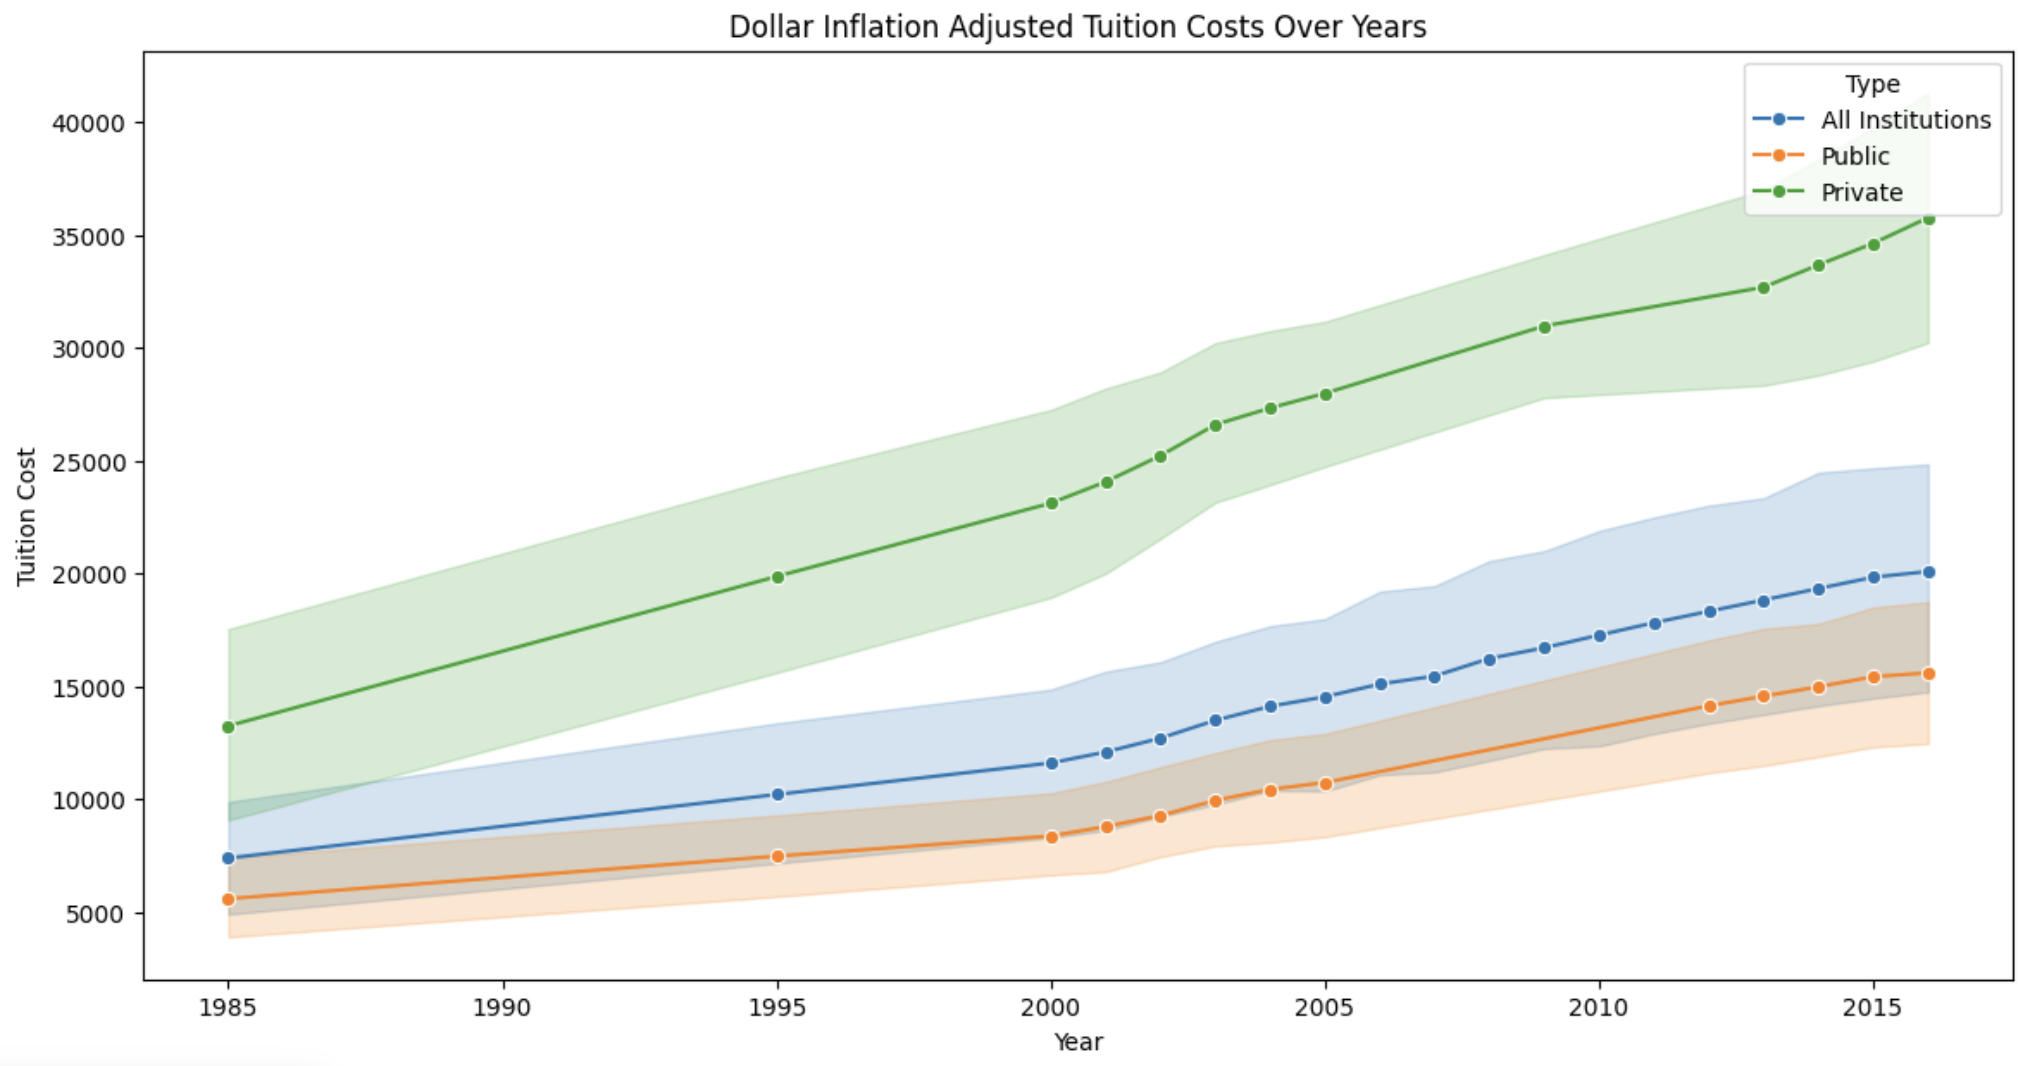 Dollar Inflation Adjusted Tuition Costs Over Years
Type
All Institutions
Public
Private
Tuition Cost
40000
35000
30000
25000
20000
15000
10000
5000
1985 1990 1995 2000 2005 2010 2015
Year